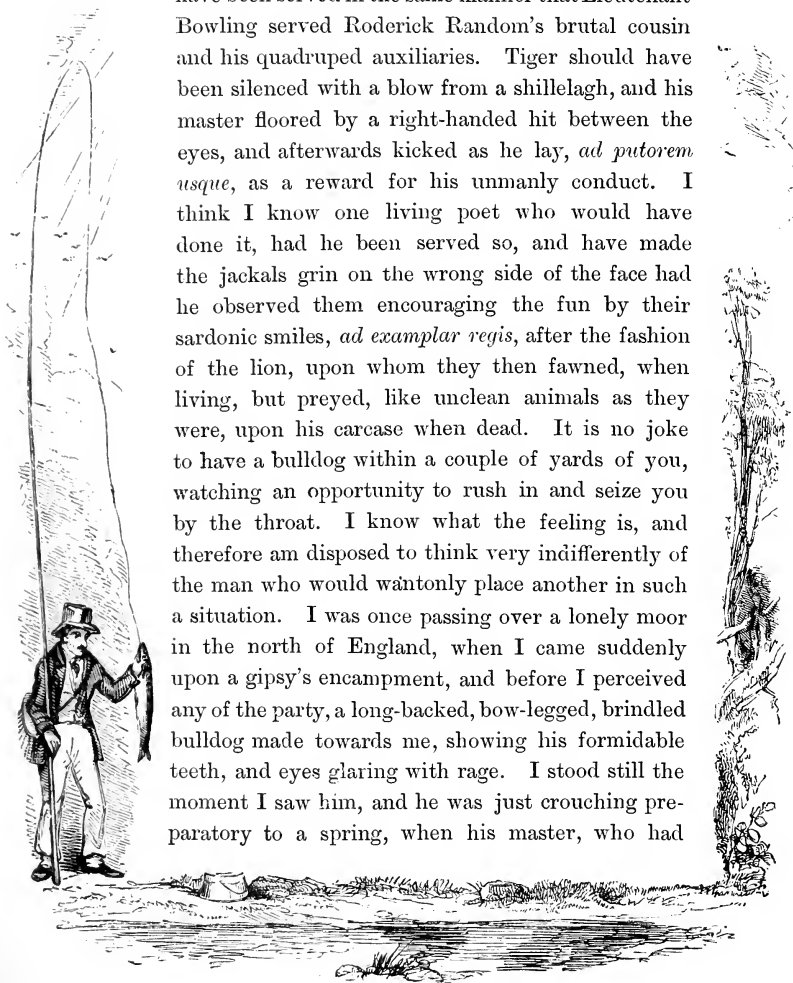 have been served in the same manner that Lieutenant
Bowling served Roderick Random's brutal cousin
and his quadruped auxiliaries. Tiger should have
been silenced with a blow from a shillelagh, and his
master floored by a right-handed hit between the
eyes, and afterwards kicked as he lay, ad putorem
usque, as a reward for his unmanly conduct. I
think I know one living poet who would have
done it, had he been served so, and have made
the jackals grin on the wrong side of the face had
he observed them encouraging the fun by their
sardonic smiles, ad examplar regis, after the fashion
of the lion, upon whom they then fawned, when
living, but preyed, like unclean animals as they
were, upon his carcase when dead. It is no joke
to have a bulldog within a couple of yards of you,
watching an opportunity to rush in and seize you
by the throat. I know what the feeling is, and
therefore am disposed to think very indifferently of
the man who would wantonly place another in such
a situation. I was once passing over a lonely moor
in the north of England, when I came suddenly
upon a gipsy's encampment, and before I perceived
any of the party, a long-backed, bow-legged, brindled
bulldog made towards me, showing his formidable
teeth, and eyes glaring with rage. I stood still the
moment I saw him, and he was just crouching pre-
paratory to a spring, when his master, who had